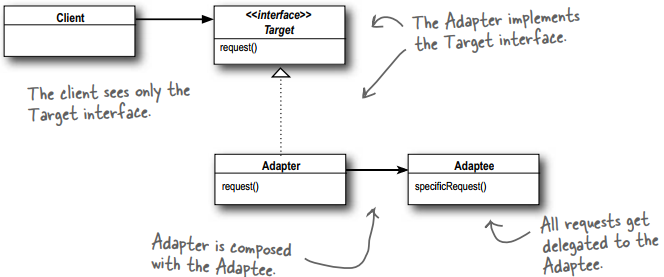 Client
<<interface>>
Target
request()
The Adapter implements
the Target interface.
The client sees only the
Target interface.
Adapter
request()
Adaptee
specificRequest()
Adapter is composed
with the Adaptee.
All requests get
delegated to the
Adaptee.